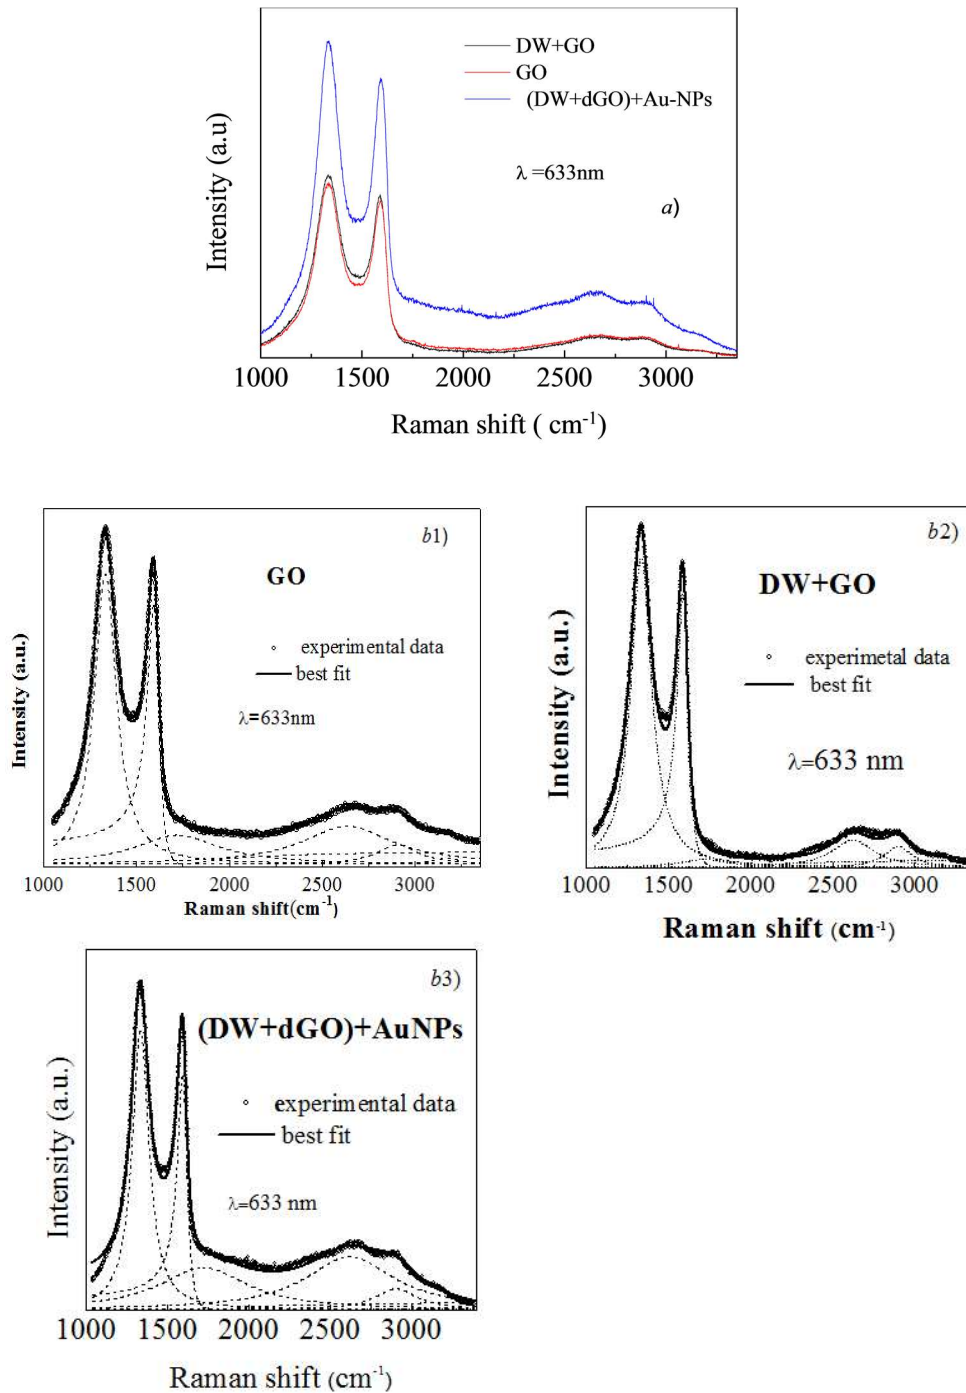 DW+GO
GO
(DW+dGO)+Au-NPs
λ =633nm
a)
Intensity (a.u)
1000 1500 2000 2500 3000
Raman shift ( cm-1)
b1)
GO
experimental data
best fit
λ=633nm
Intensity (a.u.)
1000 1500 2000 2500 3000
Raman shift(cm-1)
b2)
DW+GO
experimetal data
best fit
λ=633 nm
Intensity (a.u.)
1000 1500 2000 2500 3000
Raman shift (cm-1)
b3)
(DW+dGO)+AuNPs
experimental data
best fit
λ=633 nm
Intensity (a.u.)
1000 1500 2000 2500 3000
Raman shift (cm-1)